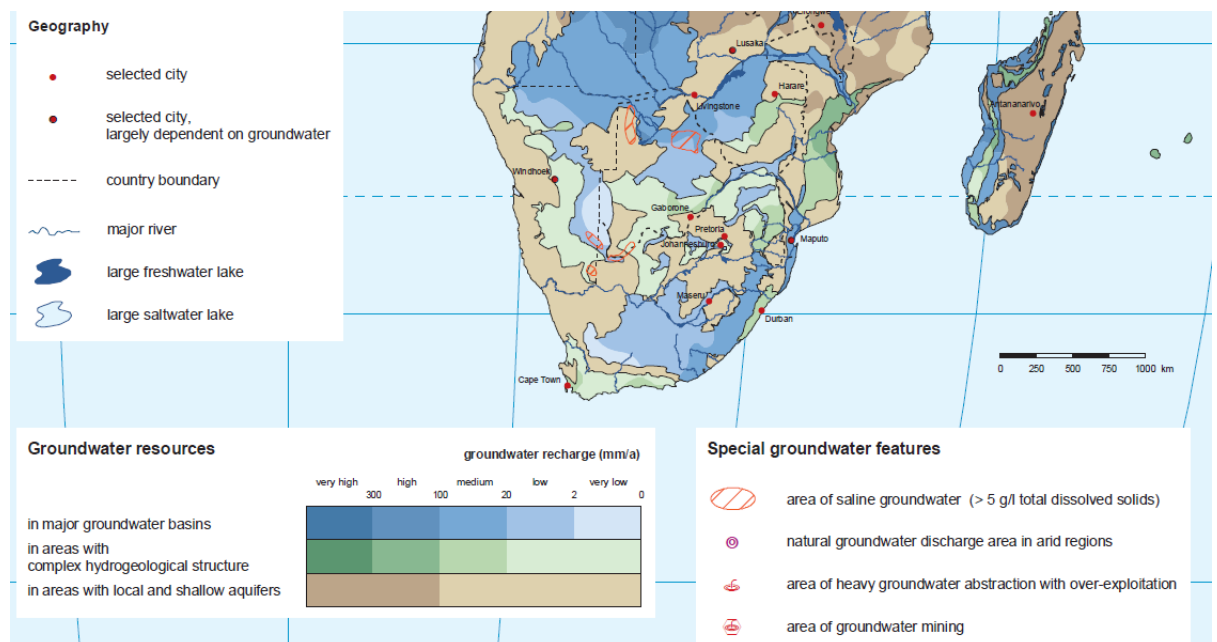 Geography
selected city
selected city,
largely dependent on groundwater
country boundary
major river
large freshwater lake
large saltwater lake
Lusaka
Harare
Livingstone
Antananarivo
Windhoek
Gaborone
Pretoria
Johannesburg
Maputo
Maseru
Durban
Cape Town
0 250 500 750 1000 km
Groundwater resources
groundwater recharge (mm/a)
very high high medium low very low
300 100 20 2 0
in major groundwater basins
in areas with
complex hydrogeological structure
in areas with local and shallow aquifers
Special groundwater features
area of saline groundwater (> 5 g/l total dissolved solids)
natural groundwater discharge area in arid regions
area of heavy groundwater abstraction with over-exploitation
area of groundwater mining